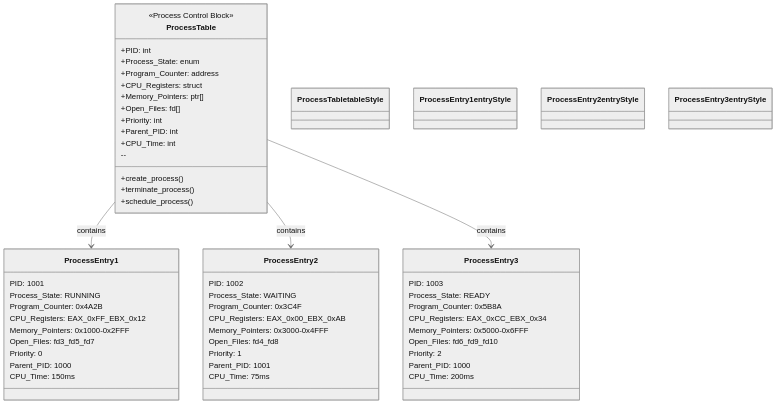 «Process Control Block»
ProcessTable
+PID: int
+Process_State: enum
+Program_Counter: address
+CPU_Registers: struct
+Memory_Pointers: ptr[]
+Open_Files: fd[]
+Priority: int
+Parent_PID: int
+CPU_Time: int
--
+create_process()
+terminate_process()
+schedule_process()
ProcessTabletableStyle
ProcessEntry1entryStyle
ProcessEntry2entryStyle
ProcessEntry3entryStyle
contains
contains
contains
ProcessEntry1
PID: 1001
Process_State: RUNNING
Program_Counter: 0x4A2B
CPU_Registers: EAX_0xFF_EBX_0x12
Memory_Pointers: 0x1000-0x2FFF
Open_Files: fd3_fd5_fd7
Priority: 0
Parent_PID: 1000
CPU_Time: 150ms
ProcessEntry2
PID: 1002
Process_State: WAITING
Program_Counter: 0x3C4F
CPU_Registers: EAX_0x00_EBX_0xAB
Memory_Pointers: 0x3000-0x4FFF
Open_Files: fd4_fd8
Priority: 1
Parent_PID: 1001
CPU_Time: 75ms
ProcessEntry3
PID: 1003
Process_State: READY
Program_Counter: 0x5B8A
CPU_Registers: EAX_0xCC_EBX_0x34
Memory_Pointers: 0x5000-0x6FFF
Open_Files: fd6_fd9_fd10
Priority: 2
Parent_PID: 1000
CPU_Time: 200ms